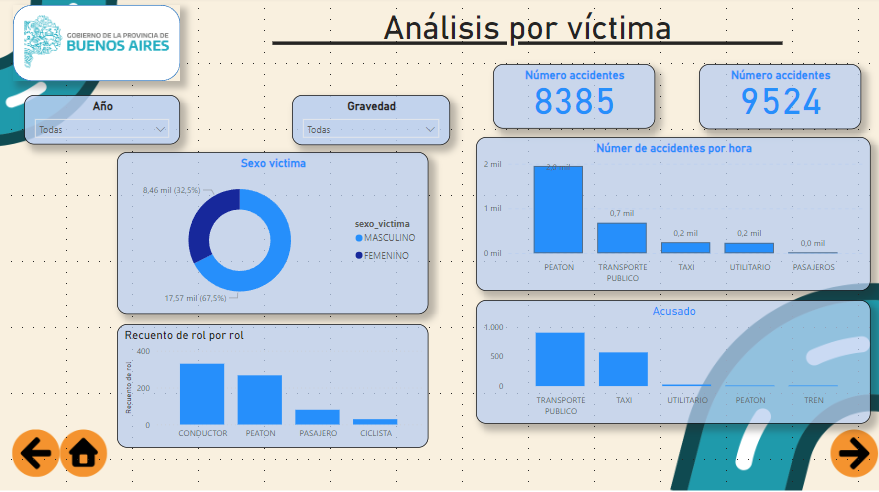 Análisis por víctima
GOBIERNO DE LA PROVINCIA DE
BUENOS AIRES
Número accidentes
8385
Número accidentes
9524
Año
Todas
Gravedad
Todas
Sexo victima
8,46 mil (32,5%)
17,57 mil (67,5%)
sexo_victima
MASCULINO
FEMENINO
Númer de accidentes por hora
2 mil
1 mil
0 mil
2,0 mil
0,7 mil
0,2 mil
0,2 mil
0,0 mil
PEATON
TRANSPORTE
PUBLICO
TAXI
UTILITARIO
PASAJEROS
Recuento de rol por rol
Recuento de rol
400
200
0
CONDUCTOR
PEATON
PASAJERO
CICLISTA
Acusado
1.000
500
0
TRANSPORTE
PUBLICO
TAXI
UTILITARIO
PEATON
TREN